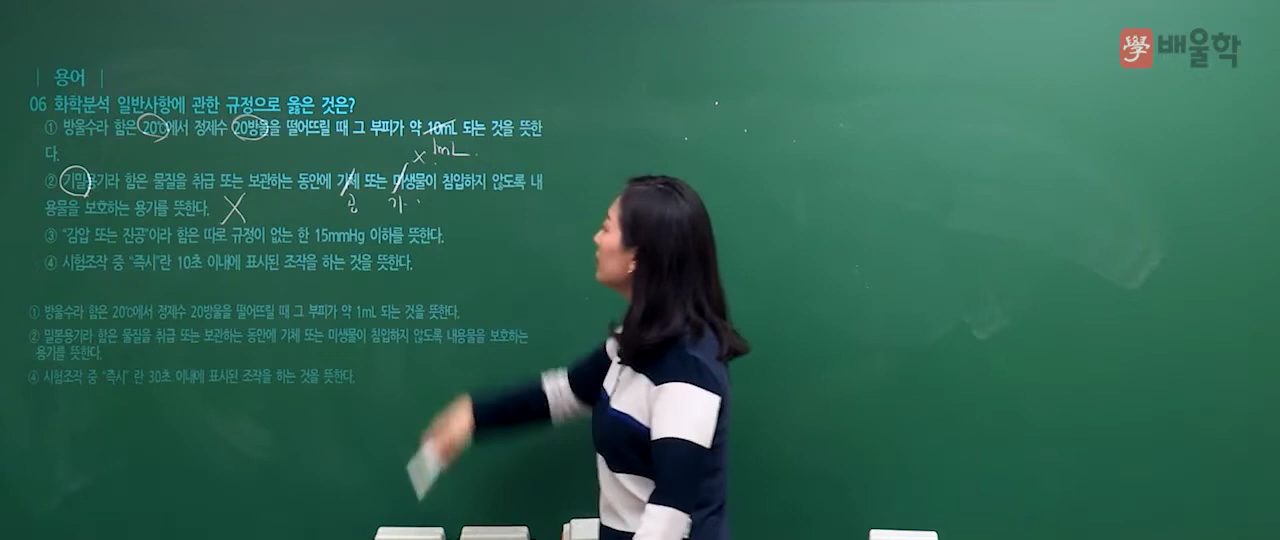 學 배울학
| 용어 |
06 화학분석 일반사항에 관한 규정으로 옳은 것은?
① 방울수라 함은 20℃에서 정제수 20방울을 떨어뜨릴 때 그 부피가 약 10mL 되는 것을 뜻한
다.
1mL.
② 기밀용기라 함은 물질을 취급 또는 보관하는 동안에 기체 또는 미생물이 침입하지 않도록 내
용물을 보호하는 용기를 뜻한다.
공 가
③ "감압 또는 진공"이라 함은 따로 규정이 없는 한 15mmHg 이하를 뜻한다.
④ 시험조작 중 "즉시"란 10초 이내에 표시된 조작을 하는 것을 뜻한다.
① 방울수라 함은 20℃에서 정제수 20방울을 떨어뜨릴 때 그 부피가 약 1mL 되는 것을 뜻한다.
② 밀봉용기라 함은 물질을 취급 또는 보관하는 동안에 기체 또는 미생물이 침입하지 않도록 내용물을 보호하는
용기를 뜻한다.
④ 시험조작 중 "즉시" 란 30초 이내에 표시된 조작을 하는 것을 뜻한다.